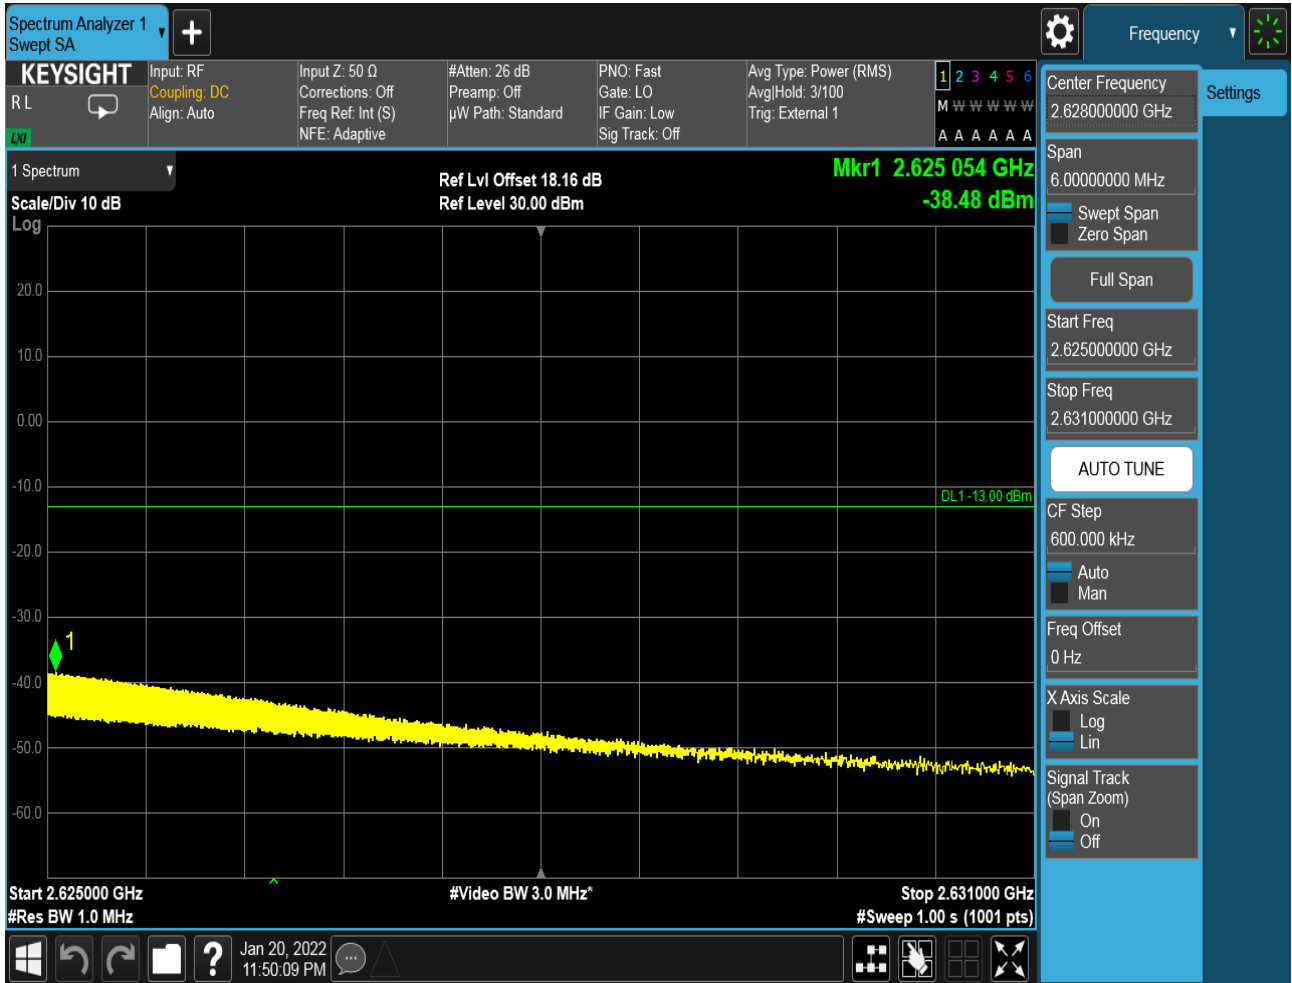 Spectrum Analyzer 1
Swept SA
Frequency
KEYSIGHT
R L
LXI
Input: RF
Coupling: DC
Align: Auto
Input Z: 50 Ω
Corrections: Off
Freq Ref: Int (S)
NFE: Adaptive
#Atten: 26 dB
Preamp: Off
µW Path: Standard
PNO: Fast
Gate: LO
IF Gain: Low
Sig Track: Off
Avg Type: Power (RMS)
Avg|Hold: 3/100
Trig: External 1
1 2 3 4 5 6
M W W W W W
A A A A A A
1 Spectrum
Scale/Div 10 dB
Log
Ref Lvl Offset 18.16 dB
Ref Level 30.00 dBm
Mkr1 2.625 054 GHz
-38.48 dBm
20.0
10.0
0.00
-10.0
DL1 -13.00 dBm
-20.0
-30.0
1
-40.0
-50.0
-60.0
Start 2.625000 GHz
#Res BW 1.0 MHz
#Video BW 3.0 MHz*
Stop 2.631000 GHz
#Sweep 1.00 s (1001 pts)
Center Frequency
2.628000000 GHz
Settings
Span
6.00000000 MHz
Swept Span
Zero Span
Full Span
Start Freq
2.625000000 GHz
Stop Freq
2.631000000 GHz
AUTO TUNE
CF Step
600.000 kHz
Auto
Man
Freq Offset
0 Hz
X Axis Scale
Log
Lin
Signal Track
(Span Zoom)
On
Off
?
Jan 20, 2022
11:50:09 PM